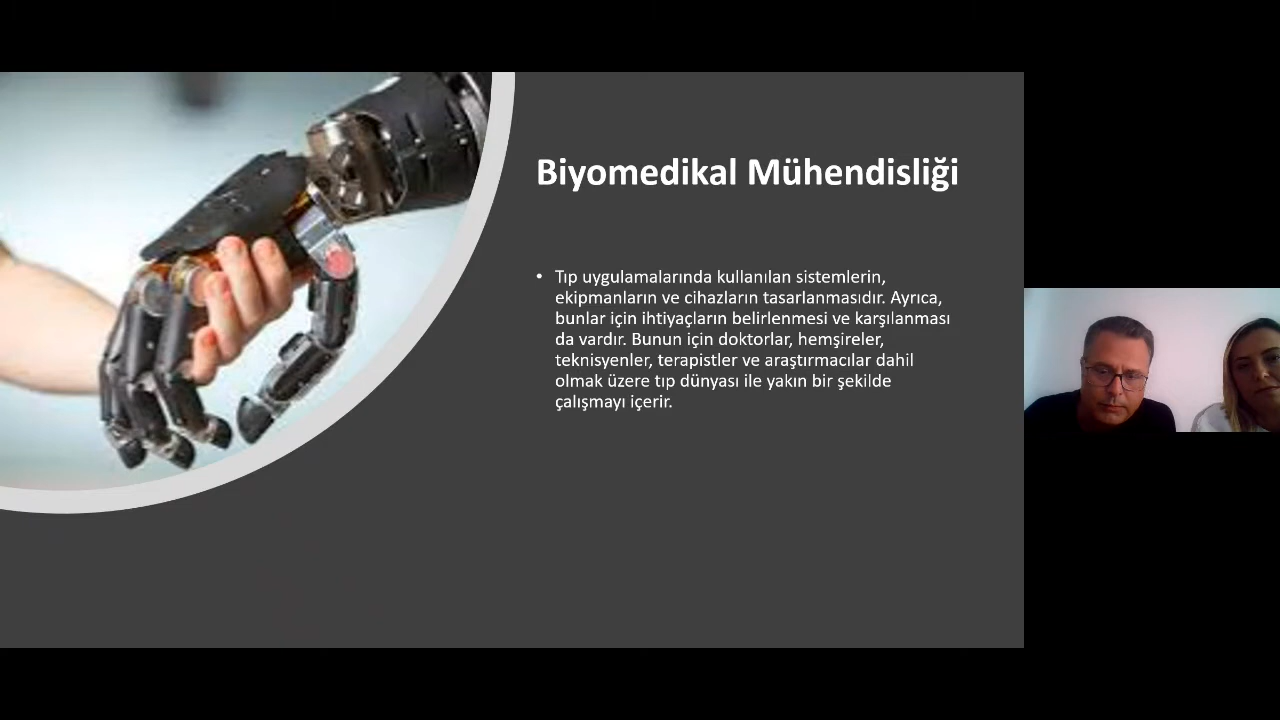 Biyomedikal Mühendisliği
• Tıp uygulamalarında kullanılan sistemlerin,
ekipmanların ve cihazların tasarlanmasıdır. Ayrıca,
bunlar için ihtiyaçların belirlenmesi ve karşılanması
da vardır. Bunun için doktorlar, hemşireler,
teknisyenler, terapistler ve araştırmacılar dahil
olmak üzere tıp dünyası ile yakın bir şekilde
çalışmayı içerir.